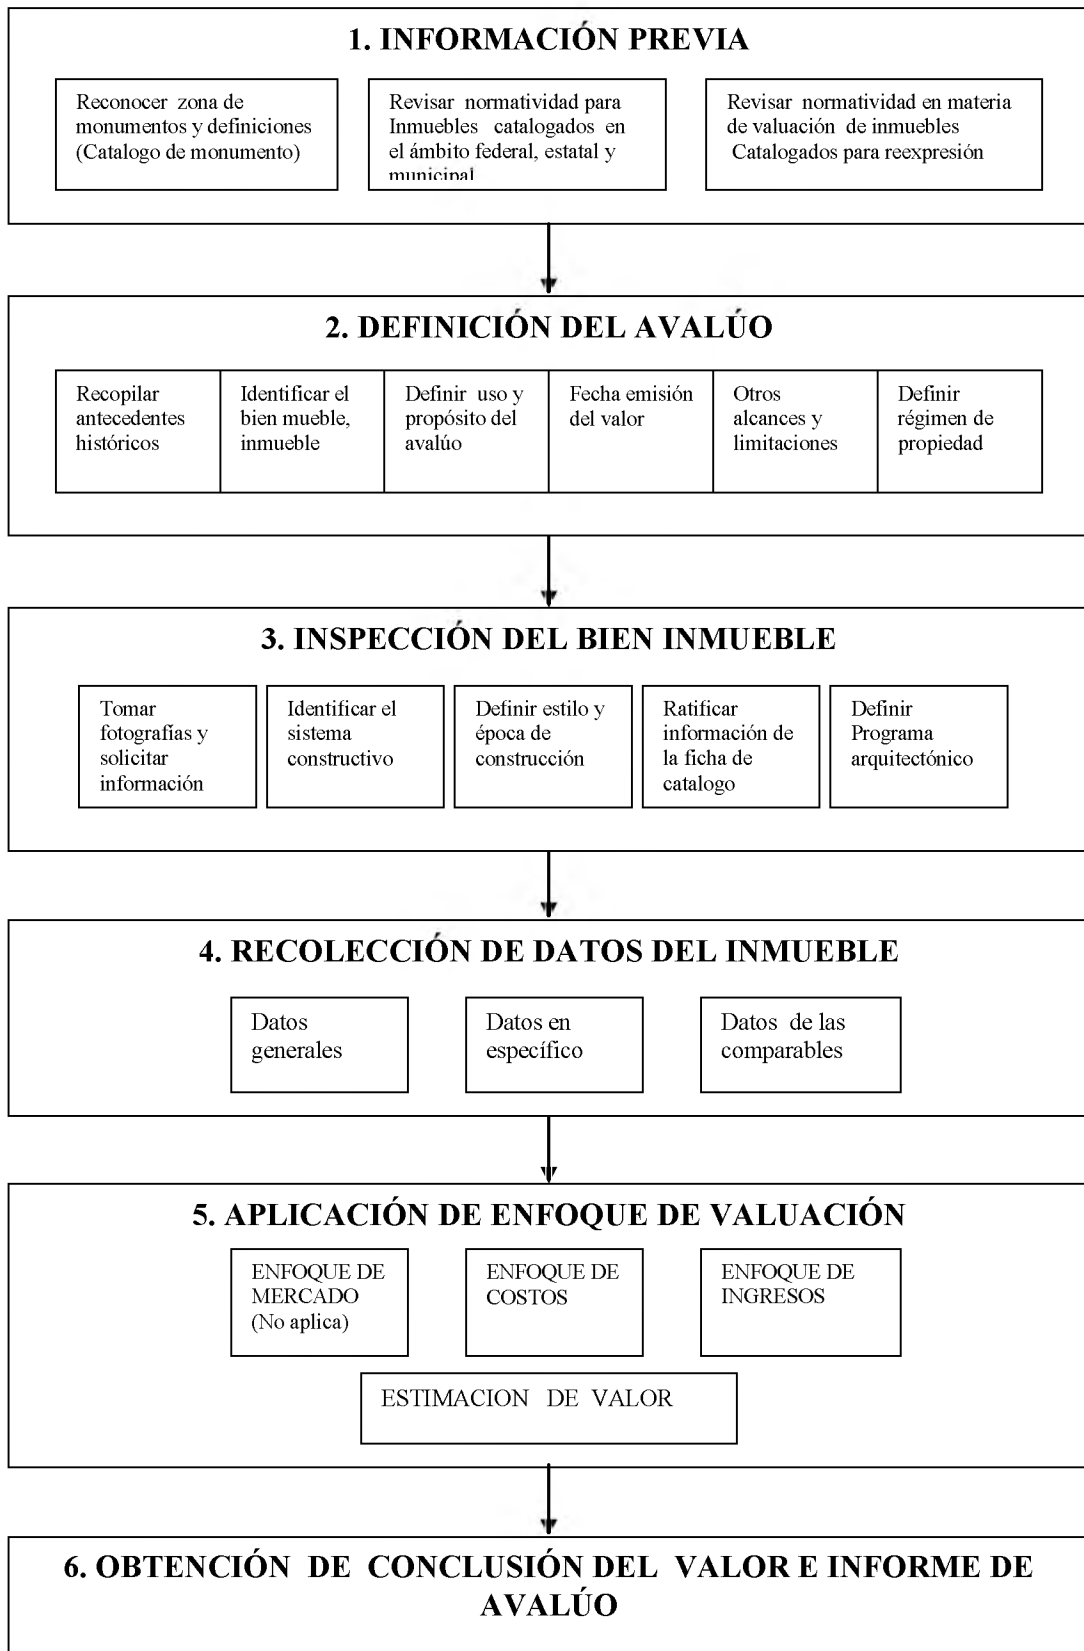 1. INFORMACIÓN PREVIA
Reconocer zona de
monumentos y definiciones
(Catalogo de monumento)
Revisar normatividad para
Inmuebles catalogados en
el ámbito federal, estatal y
municipal
Revisar normatividad en materia
de valuación de inmuebles
Catalogados para reexpresión
2. DEFINICIÓN DEL AVALÚO
Recopilar
antecedentes
históricos
Identificar el
bien mueble,
inmueble
Definir uso y
propósito del
avalúo
Fecha emisión
del valor
Otros
alcances y
limitaciones
Definir
régimen de
propiedad
3. INSPECCIÓN DEL BIEN INMUEBLE
Tomar
fotografías y
solicitar
información
Identificar el
sistema
constructivo
Definir estilo y
época de
construcción
Ratificar
información de
la ficha de
catalogo
Definir
Programa
arquitectónico
4. RECOLECCIÓN DE DATOS DEL INMUEBLE
Datos
generales
Datos en
específico
Datos de las
comparables
5. APLICACIÓN DE ENFOQUE DE VALUACIÓN
ENFOQUE DE
MERCADO
(No aplica)
ENFOQUE DE
COSTOS
ENFOQUE DE
INGRESOS
ESTIMACION DE VALOR
6. OBTENCIÓN DE CONCLUSIÓN DEL VALOR E INFORME DE
AVALÚO